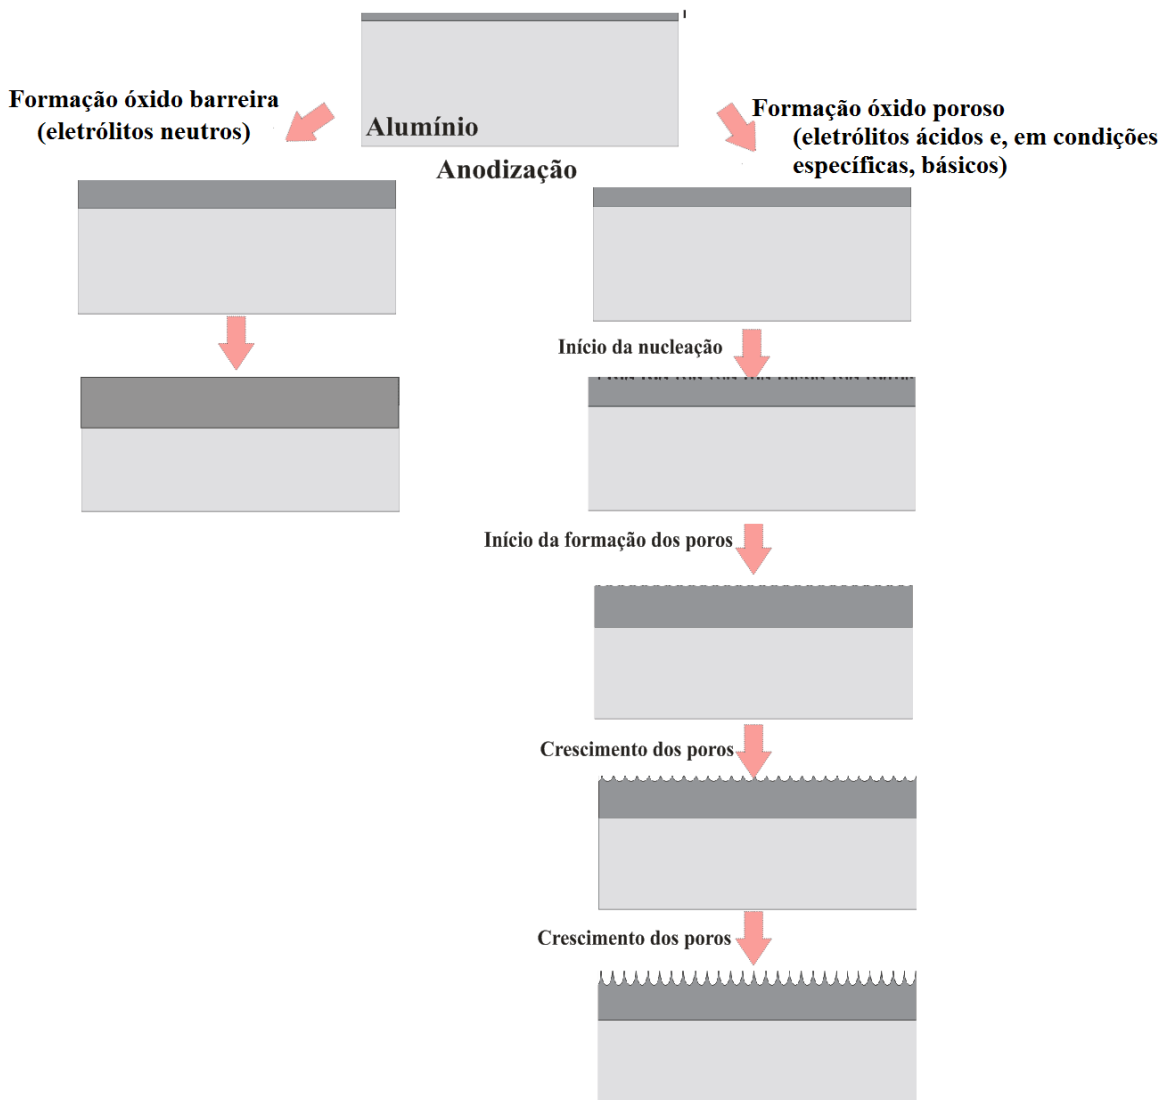 Formação óxido barreira
(eletrólitos neutros)
Alumínio
Anodização
Formação óxido poroso
(eletrólitos ácidos e, em condições
específicas, básicos)
Início da nucleação
Início da formação dos poros
Crescimento dos poros
Crescimento dos poros